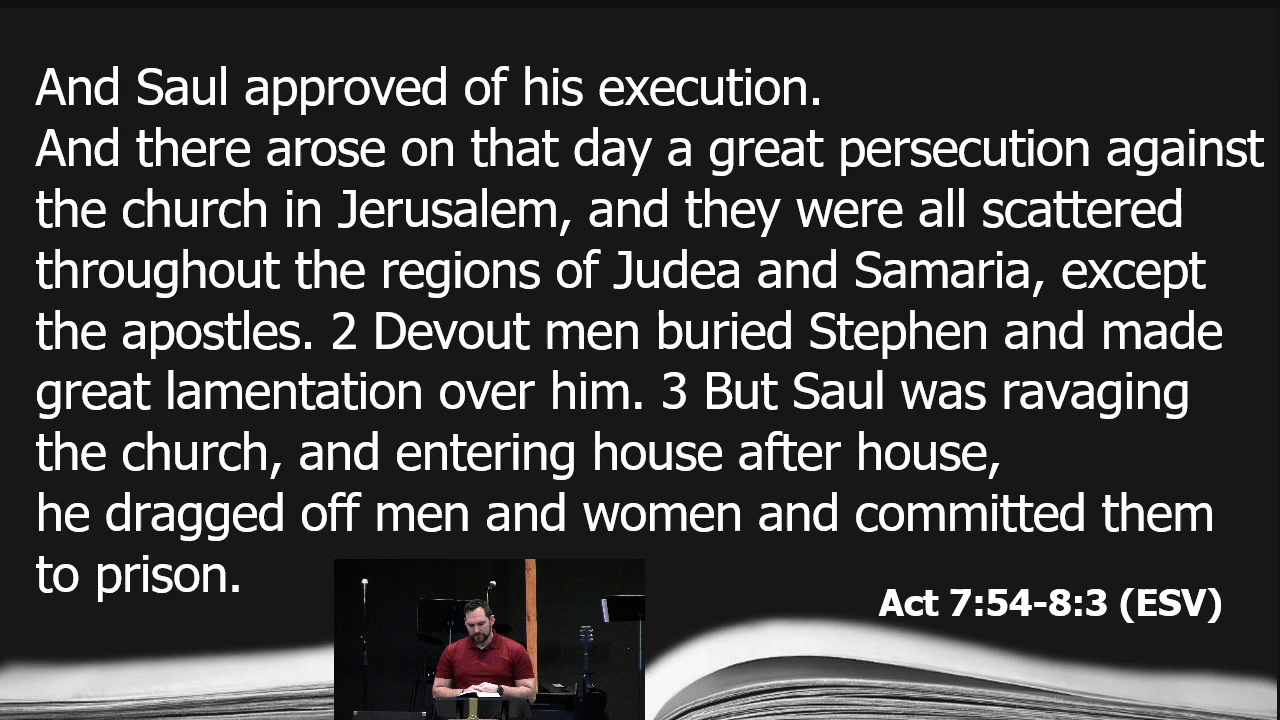 And Saul approved of his execution.
And there arose on that day a great persecution against
the church in Jerusalem, and they were all scattered
throughout the regions of Judea and Samaria, except
the apostles. 2 Devout men buried Stephen and made
great lamentation over him. 3 But Saul was ravaging
the church, and entering house after house,
he dragged off men and women and committed them
to prison.
Act 7:54-8:3 (ESV)